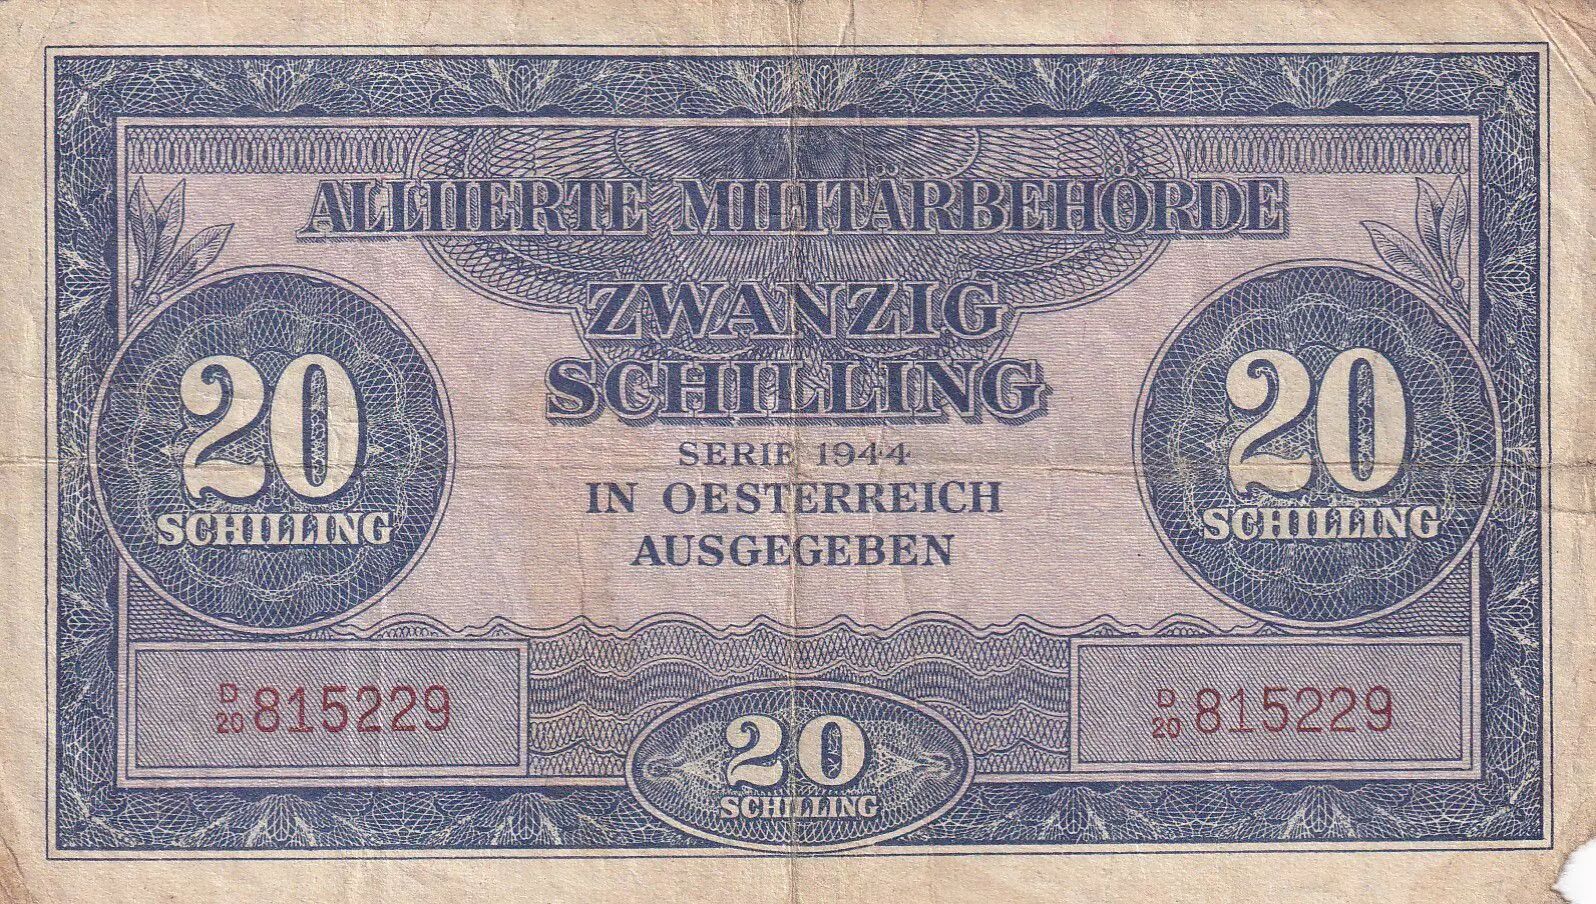 ALLIIERTE MILITÄRBEHÖRDE
ZWANZIG
SCHILLING
SERIE 1944
IN OESTERREICH
AUSGEGEBEN
20
SCHILLING
20
SCHILLING
D/20 815229
D/20 815229
20
SCHILLING